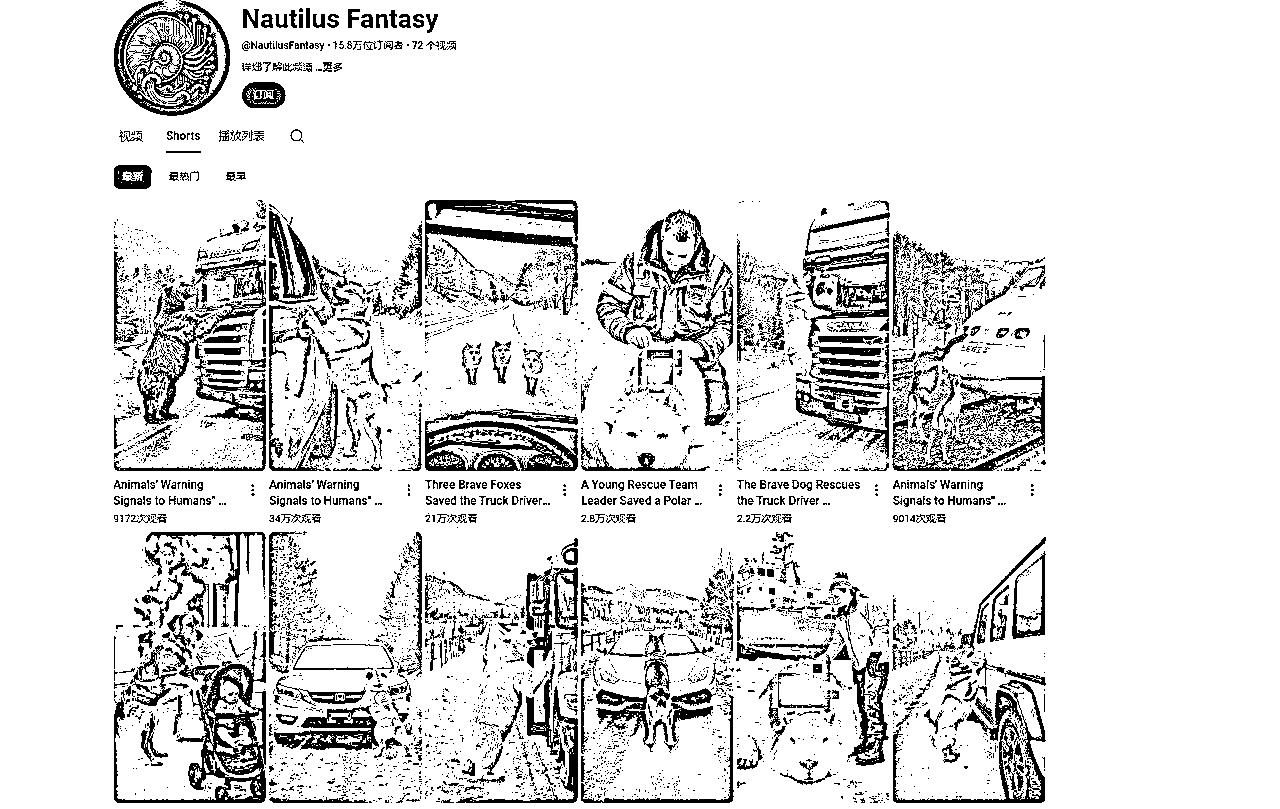 Nautilus Fantasy
@NautilusFantasy • 15.8万位订阅者 • 72 个视频
详细了解此频道 ...更多
订阅
视频 Shorts 播放列表
最新 最热门 最早
Animals' Warning Signals to Humans" ...
9172次观看
Animals' Warning Signals to Humans" ...
34万次观看
Three Brave Foxes Saved the Truck Driver...
21万次观看
A Young Rescue Team Leader Saved a Polar ...
2.8万次观看
The Brave Dog Rescues the Truck Driver ...
2.2万次观看
Animals' Warning Signals to Humans" ...
9014次观看